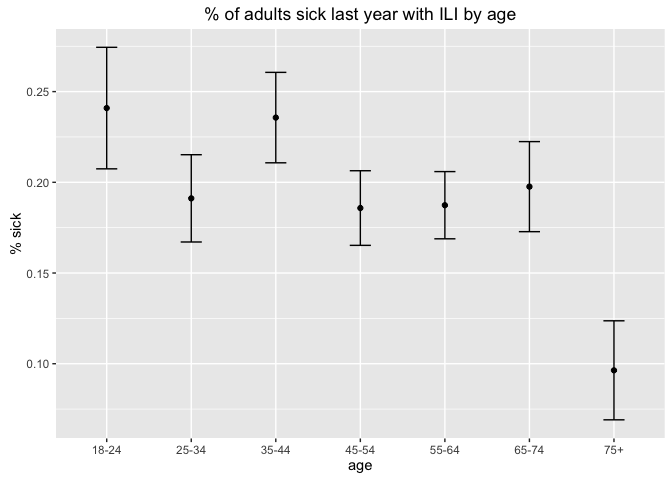 % of adults sick last year with ILI by age
% sick
0.25
0.20
0.15
0.10
18-24 25-34 35-44 45-54 55-64 65-74 75+
age